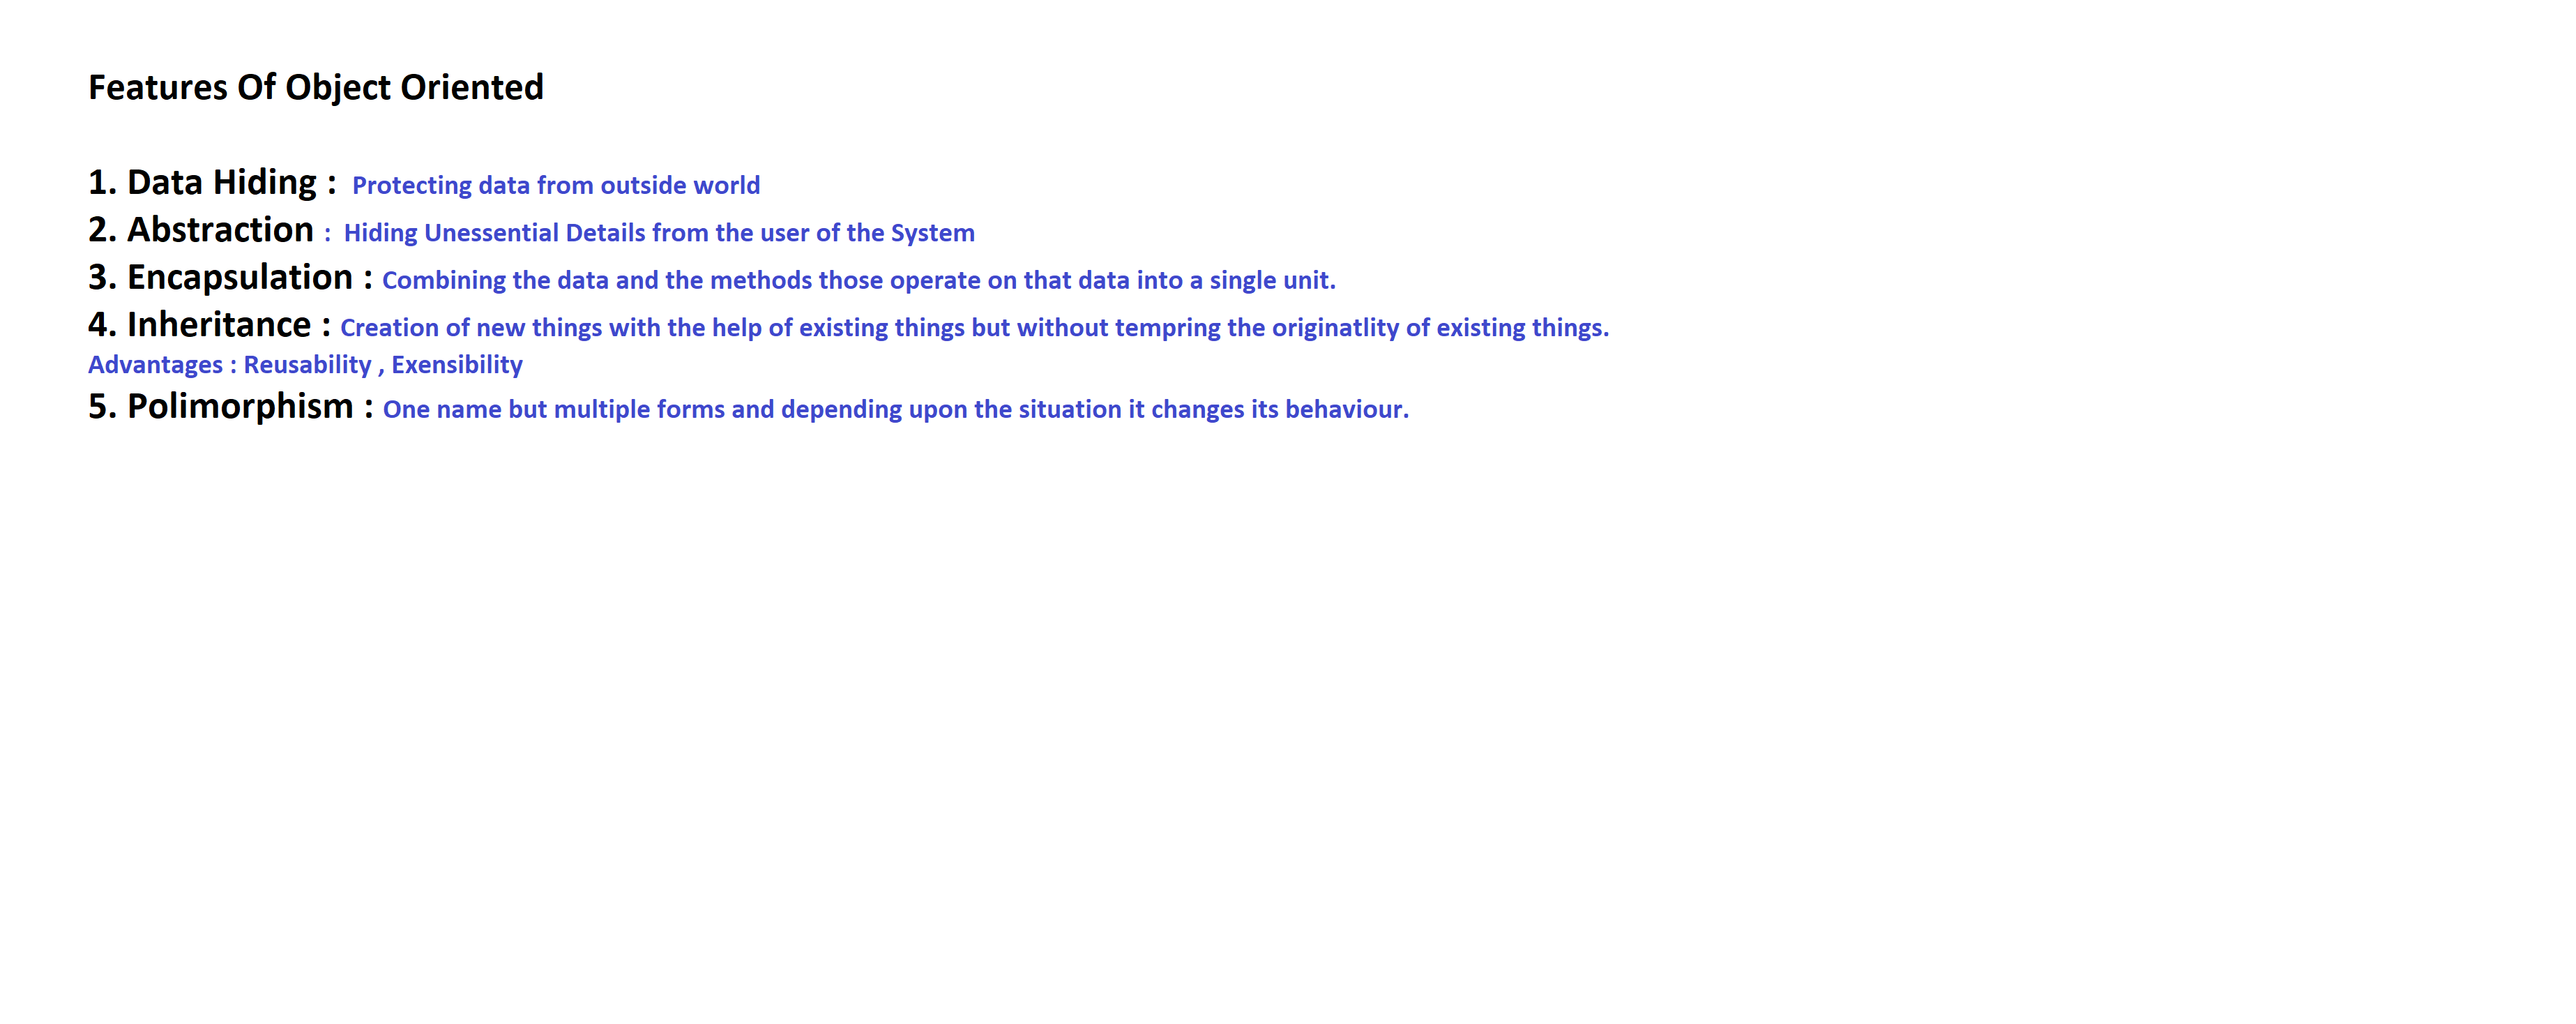 Features Of Object Oriented
1. Data Hiding :  Protecting data from outside world
2. Abstraction :  Hiding Unessential Details from the user of the System
3. Encapsulation : Combining the data and the methods those operate on that data into a single unit.
4. Inheritance : Creation of new things with the help of existing things but without tempring the originatlity of existing things.
Advantages : Reusability , Exensibility
5. Polimorphism : One name but multiple forms and depending upon the situation it changes its behaviour.